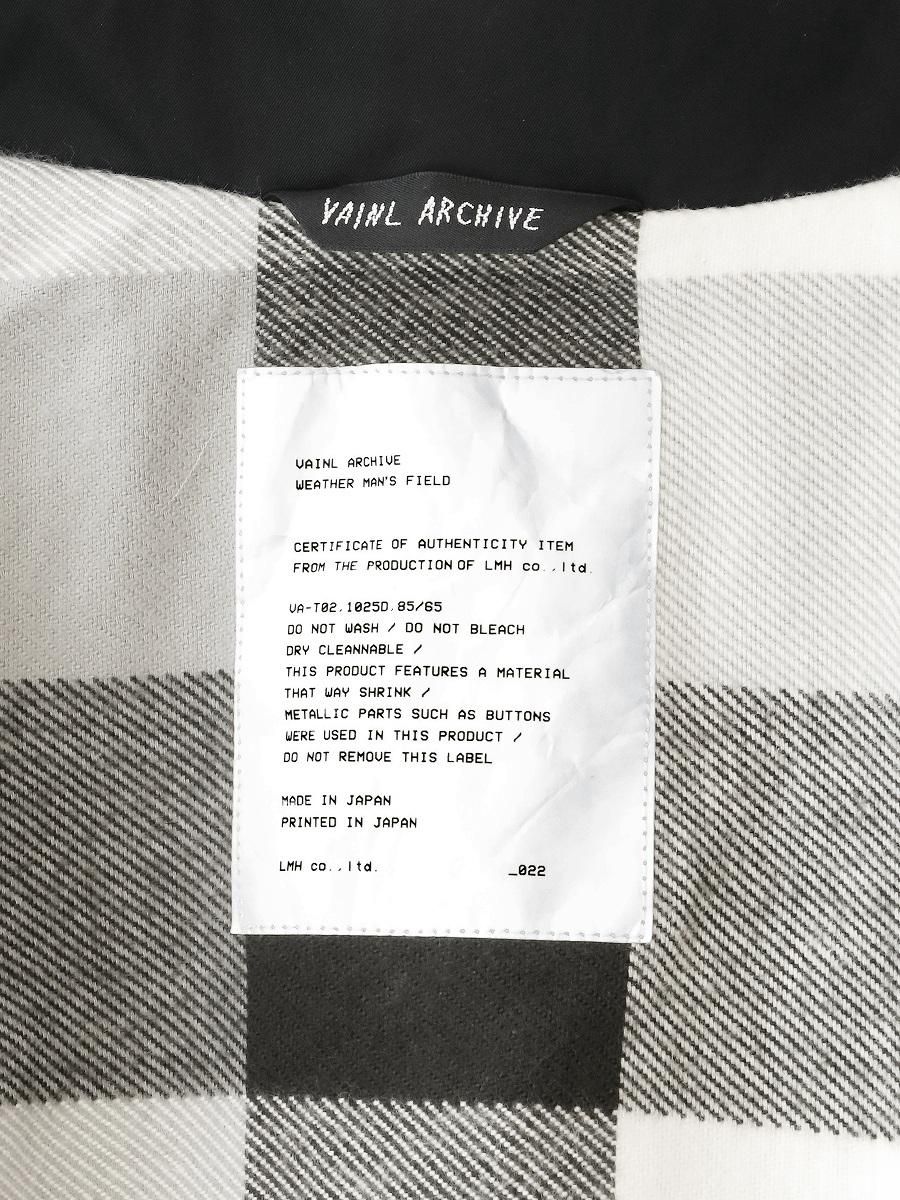 VAINL ARCHIVE
VAINL ARCHIVE
WEATHER MAN'S FIELD
CERTIFICATE OF AUTHENTICITY ITEM
FROM THE PRODUCTION OF LMH co.,ltd.
VA-T02.1025D.85/65
DO NOT WASH / DO NOT BLEACH
DRY CLEANNABLE /
THIS PRODUCT FEATURES A MATERIAL
THAT WAY SHRINK /
METALLIC PARTS SUCH AS BUTTONS
WERE USED IN THIS PRODUCT /
DO NOT REMOVE THIS LABEL
MADE IN JAPAN
PRINTED IN JAPAN
LMH co.,ltd. _022